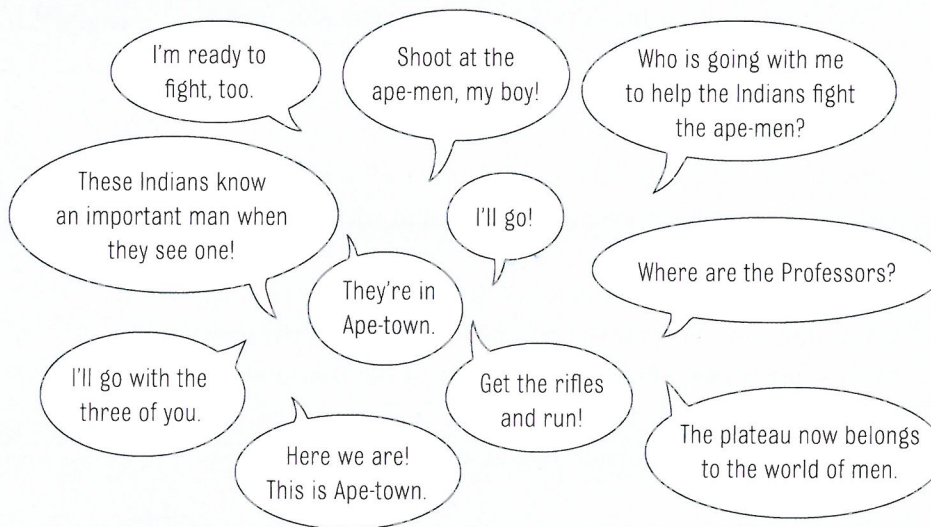 I'm ready to
fight, too.
Shoot at the
ape-men, my boy!
Who is going with me
to help the Indians fight
the ape-men?
These Indians know
an important man when
they see one!
I'll go!
Where are the Professors?
They're in
Ape-town.
I'll go with the
three of you.
Get the rifles
and run!
Here we are!
This is Ape-town.
The plateau now belongs
to the world of men.